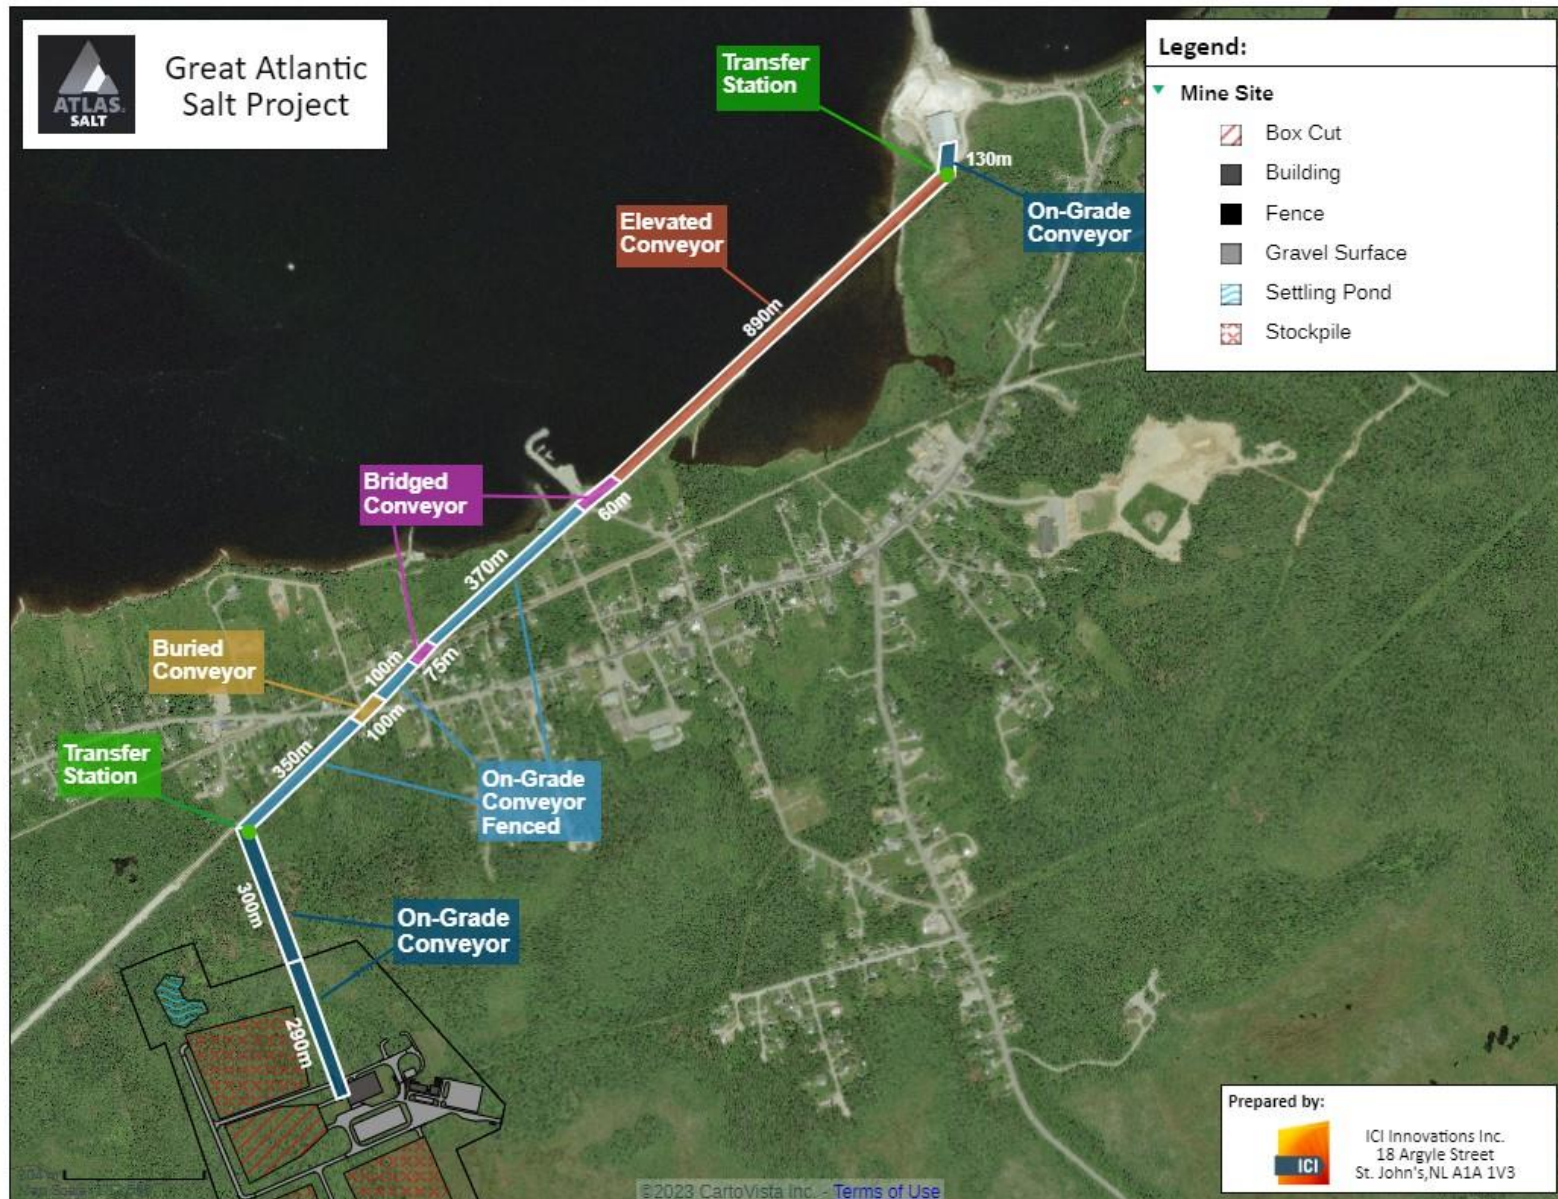 ATLAS.
SALT
Great Atlantic
Salt Project
Legend:
Mine Site
Box Cut
Building
Fence
Gravel Surface
Settling Pond
Stockpile
Transfer
Station
130m
On-Grade
Conveyor
Elevated
Conveyor
890m
Bridged
Conveyor
60m
370m
Buried
Conveyor
100m
75m
100m
350m
Transfer
Station
On-Grade
Conveyor
Fenced
300m
On-Grade
Conveyor
290m
Prepared by:
ICI
ICI Innovations Inc.
18 Argyle Street
St. John's,NL A1A 1V3
©2023 CartoVista Inc. - Terms of Use